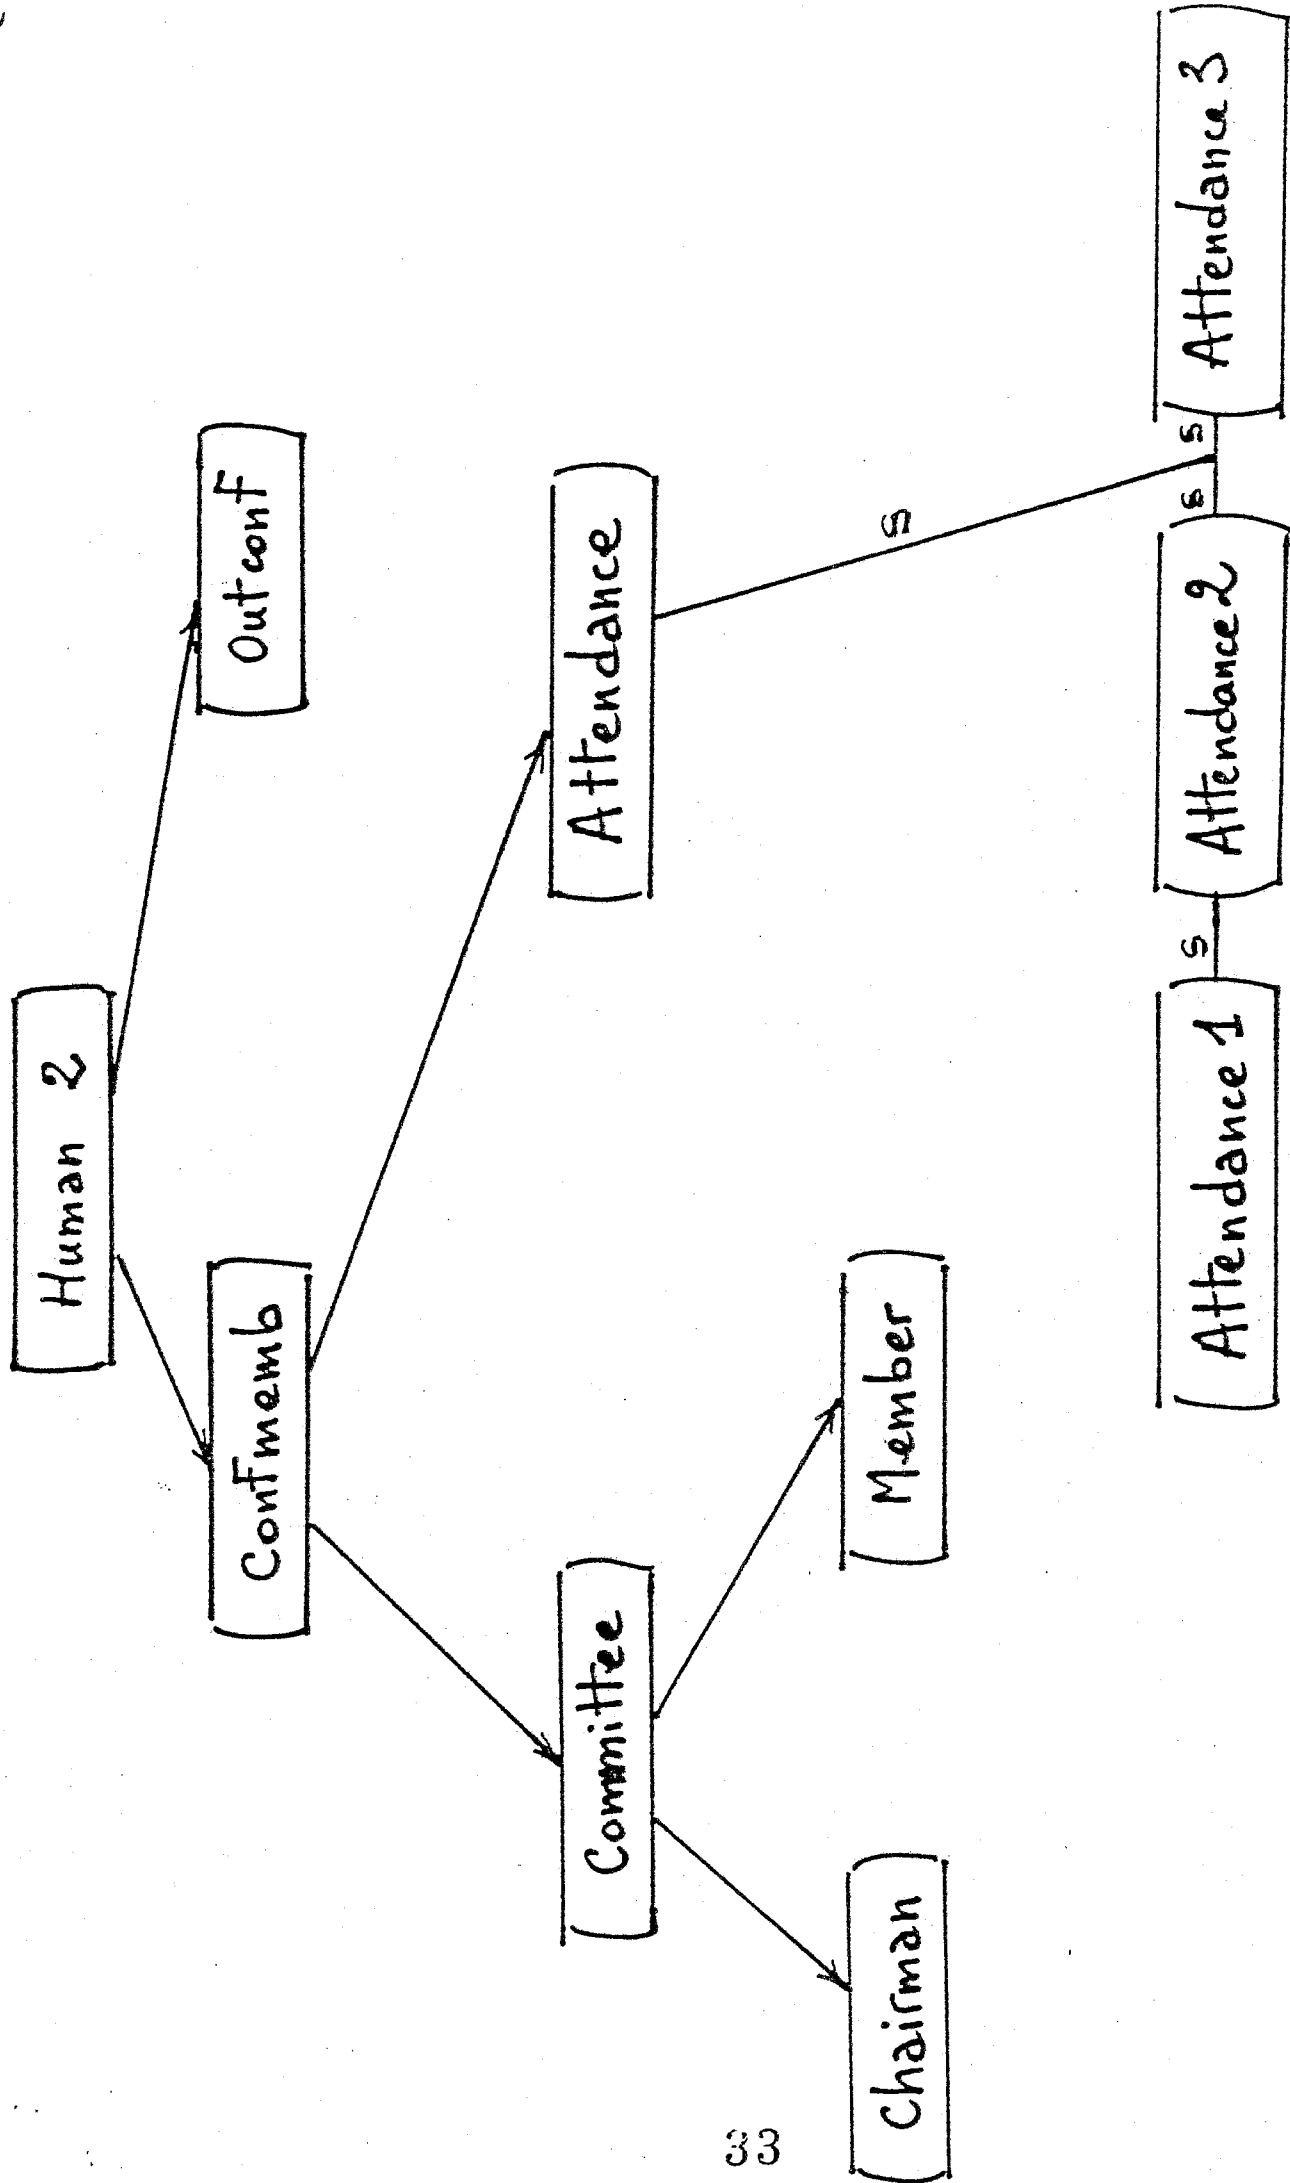 Human 2
Confmemb
Outconf
Committee
Attendance
Chairman
Member
S
Attendance 1
S
Attendance 2
S
S
Attendance 3
33